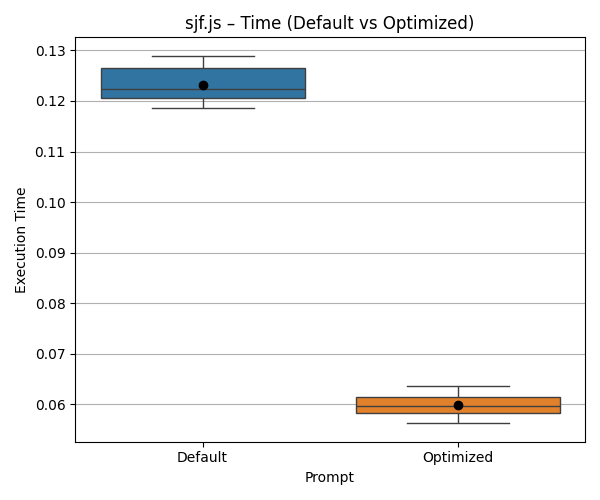 sjf.js – Time (Default vs Optimized)
Execution Time
0.13
0.12
0.11
0.10
0.09
0.08
0.07
0.06
Default
Optimized
Prompt